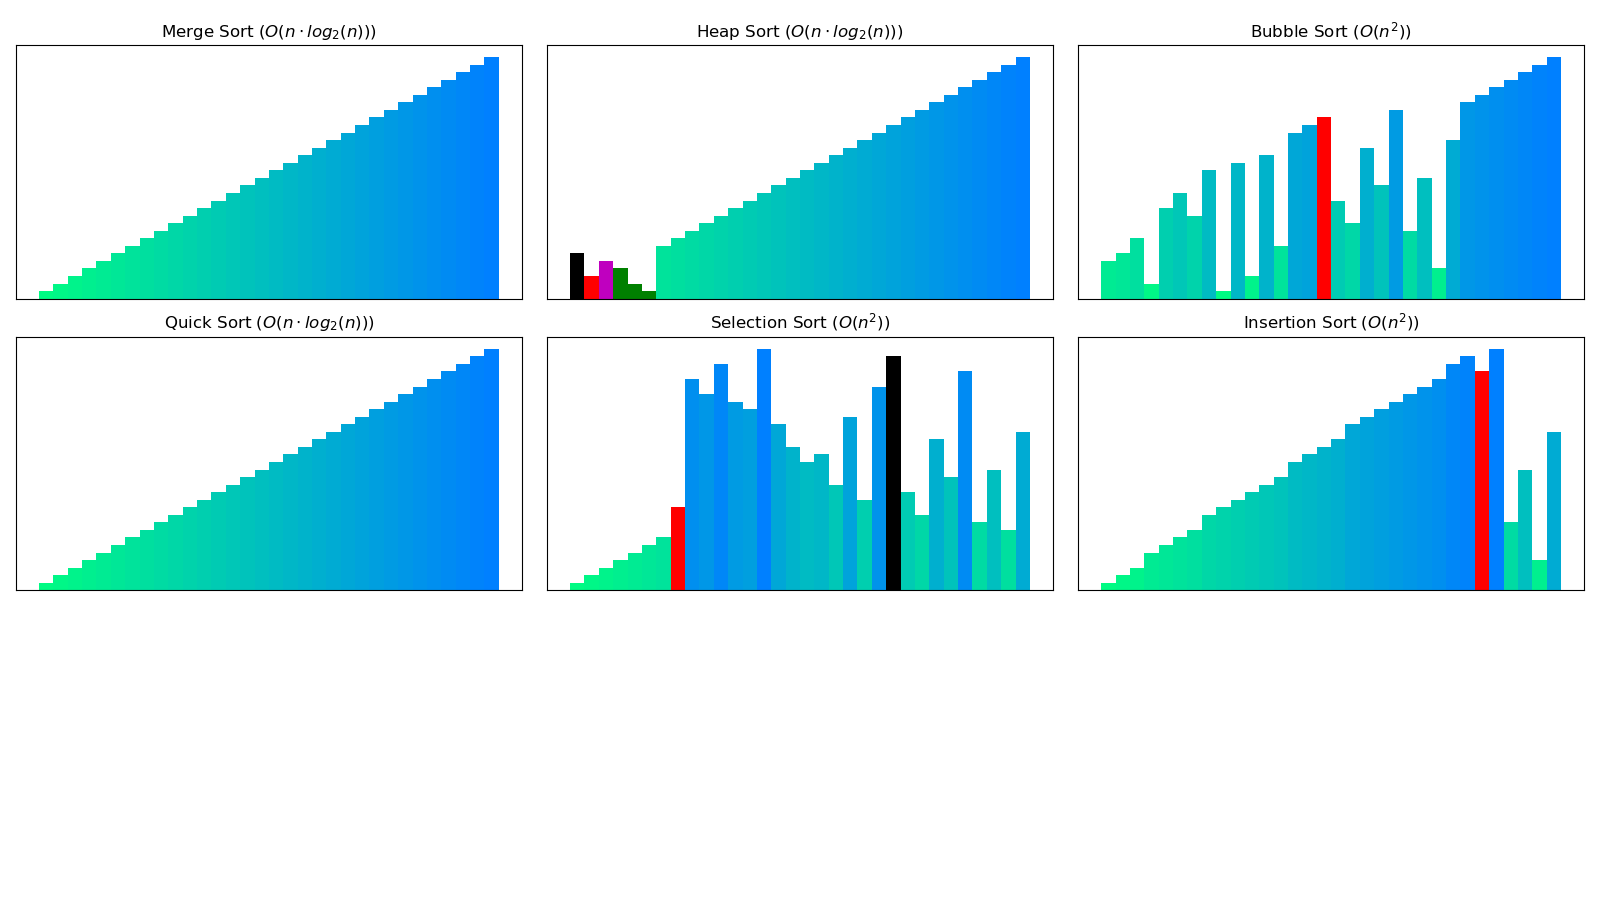 Merge Sort (O(n · log₂(n)))
Heap Sort (O(n · log₂(n)))
Bubble Sort (O(n²))
Quick Sort (O(n · log₂(n)))
Selection Sort (O(n²))
Insertion Sort (O(n²))